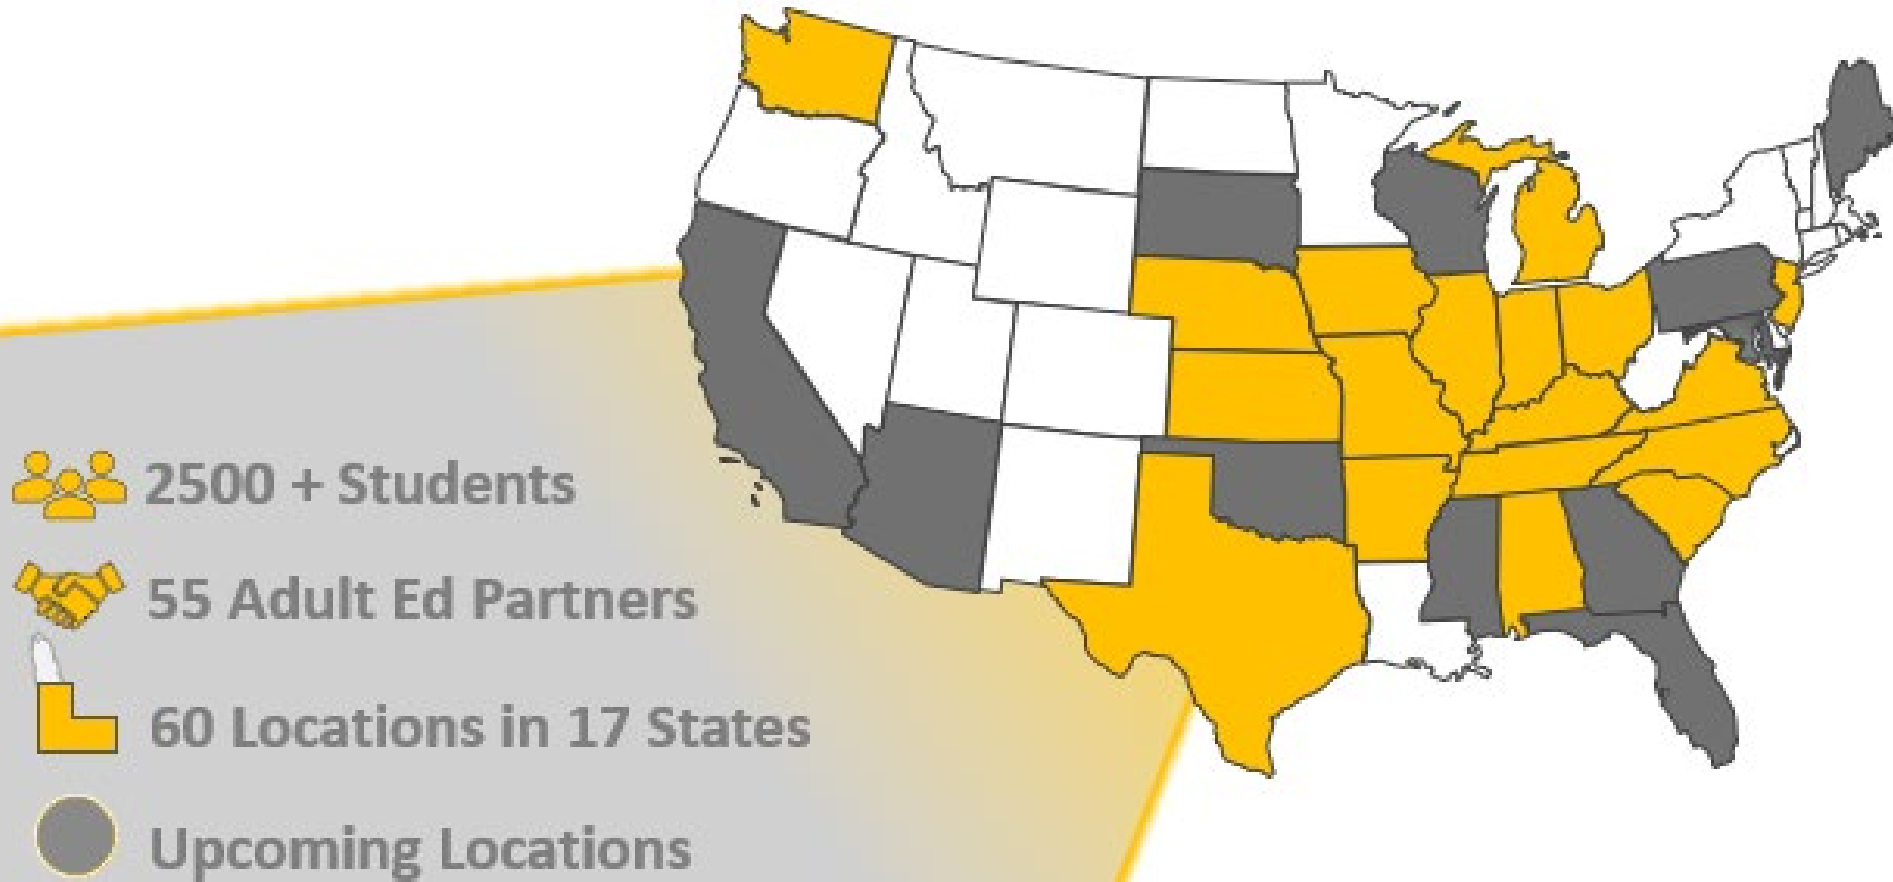 2500 + Students
55 Adult Ed Partners
60 Locations in 17 States
Upcoming Locations